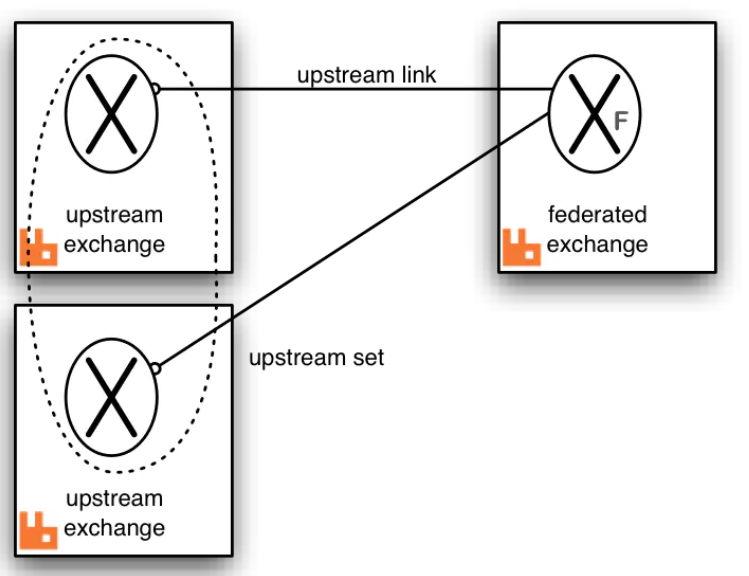 upstream link
F
upstream
exchange
federated
exchange
upstream set
upstream
exchange